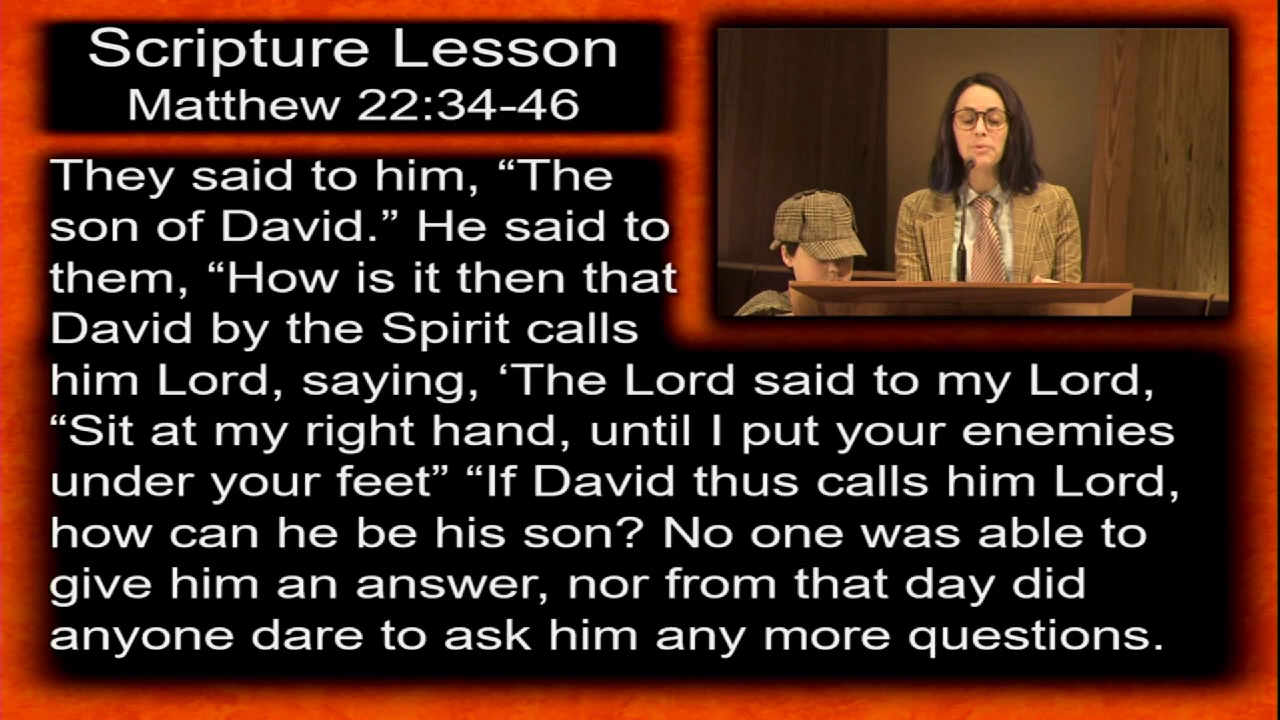 Scripture Lesson
Matthew 22:34-46
They said to him, “The
son of David.” He said to
them, “How is it then that
David by the Spirit calls
him Lord, saying, ‘The Lord said to my Lord,
“Sit at my right hand, until I put your enemies
under your feet” “If David thus calls him Lord,
how can he be his son? No one was able to
give him an answer, nor from that day did
anyone dare to ask him any more questions.